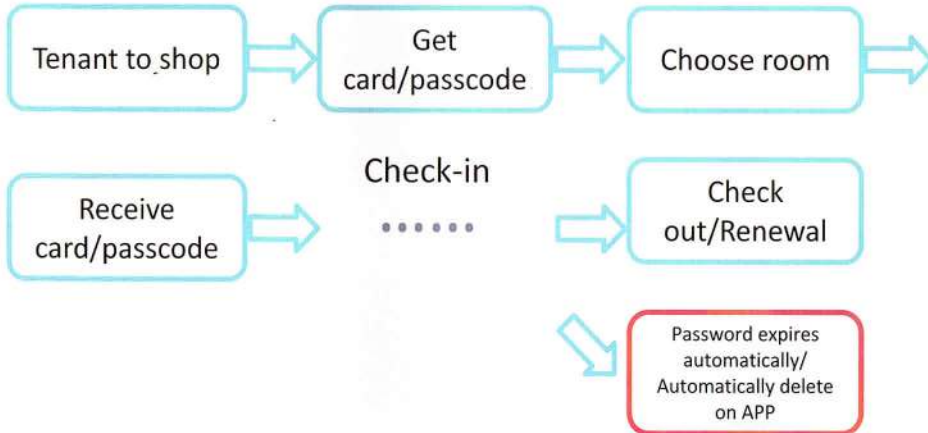 Tenant to shop
Get
card/passcode
Choose room
Receive
card/passcode
Check-in
......
Check
out/Renewal
Password expires
automatically/
Automatically delete
on APP